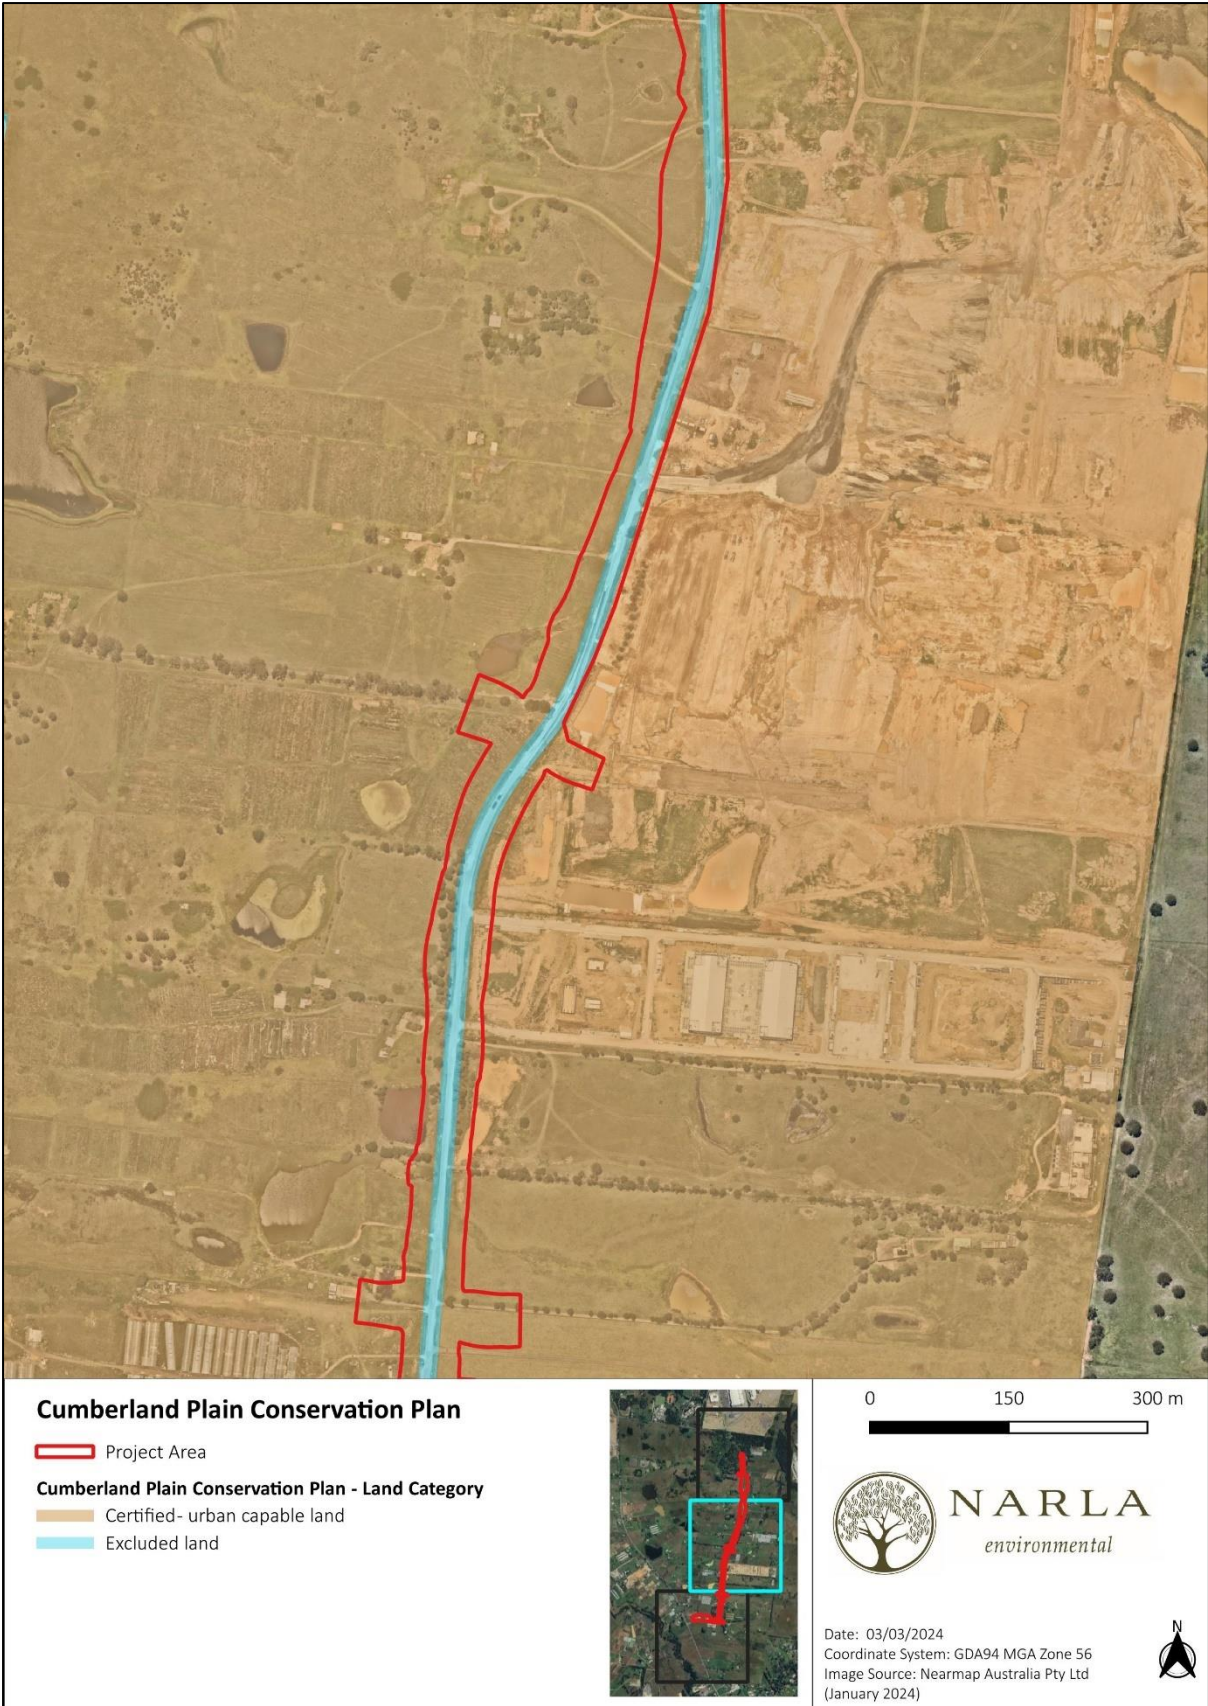 Cumberland Plain Conservation Plan
Project Area
Cumberland Plain Conservation Plan - Land Category
Certified- urban capable land
Excluded land
0 150 300 m
NARLA
environmental
Date: 03/03/2024
Coordinate System: GDA94 MGA Zone 56
Image Source: Nearmap Australia Pty Ltd
(January 2024)
N